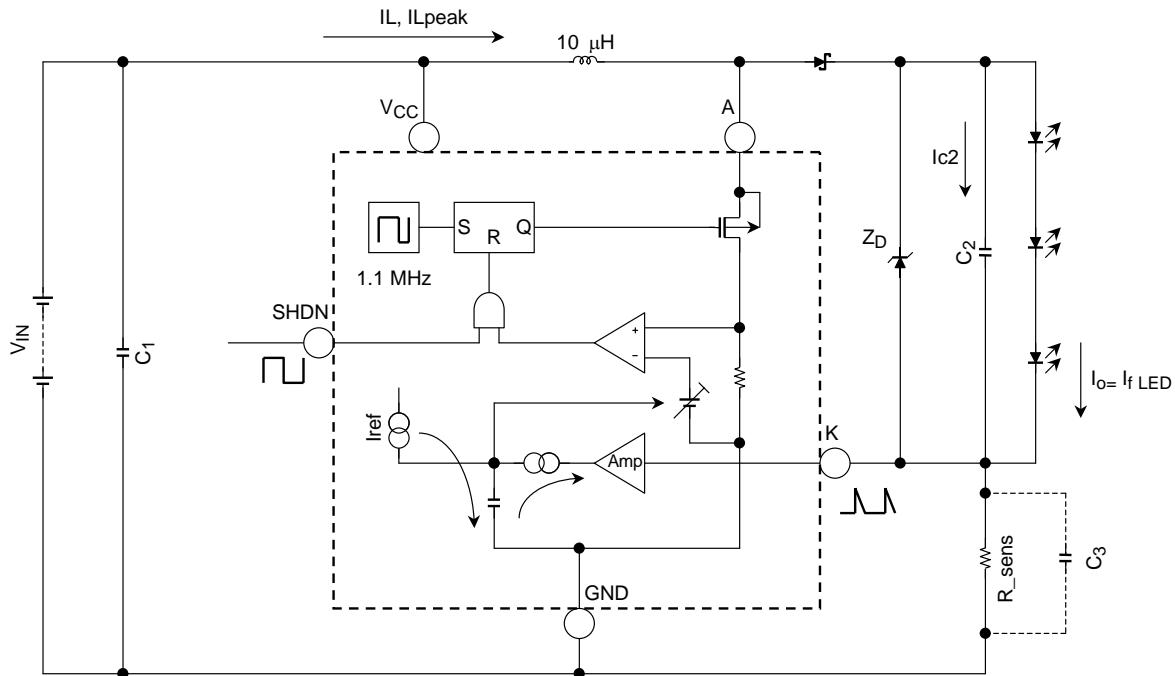 IL, ILpeak
10 μH
VCC
A
Ic2
S
Q
R
ZD
C2
1.1 MHz
SHDN
VIN
C1
+
−
Io= If LED
Iref
K
Amp
R_sens
C3
GND